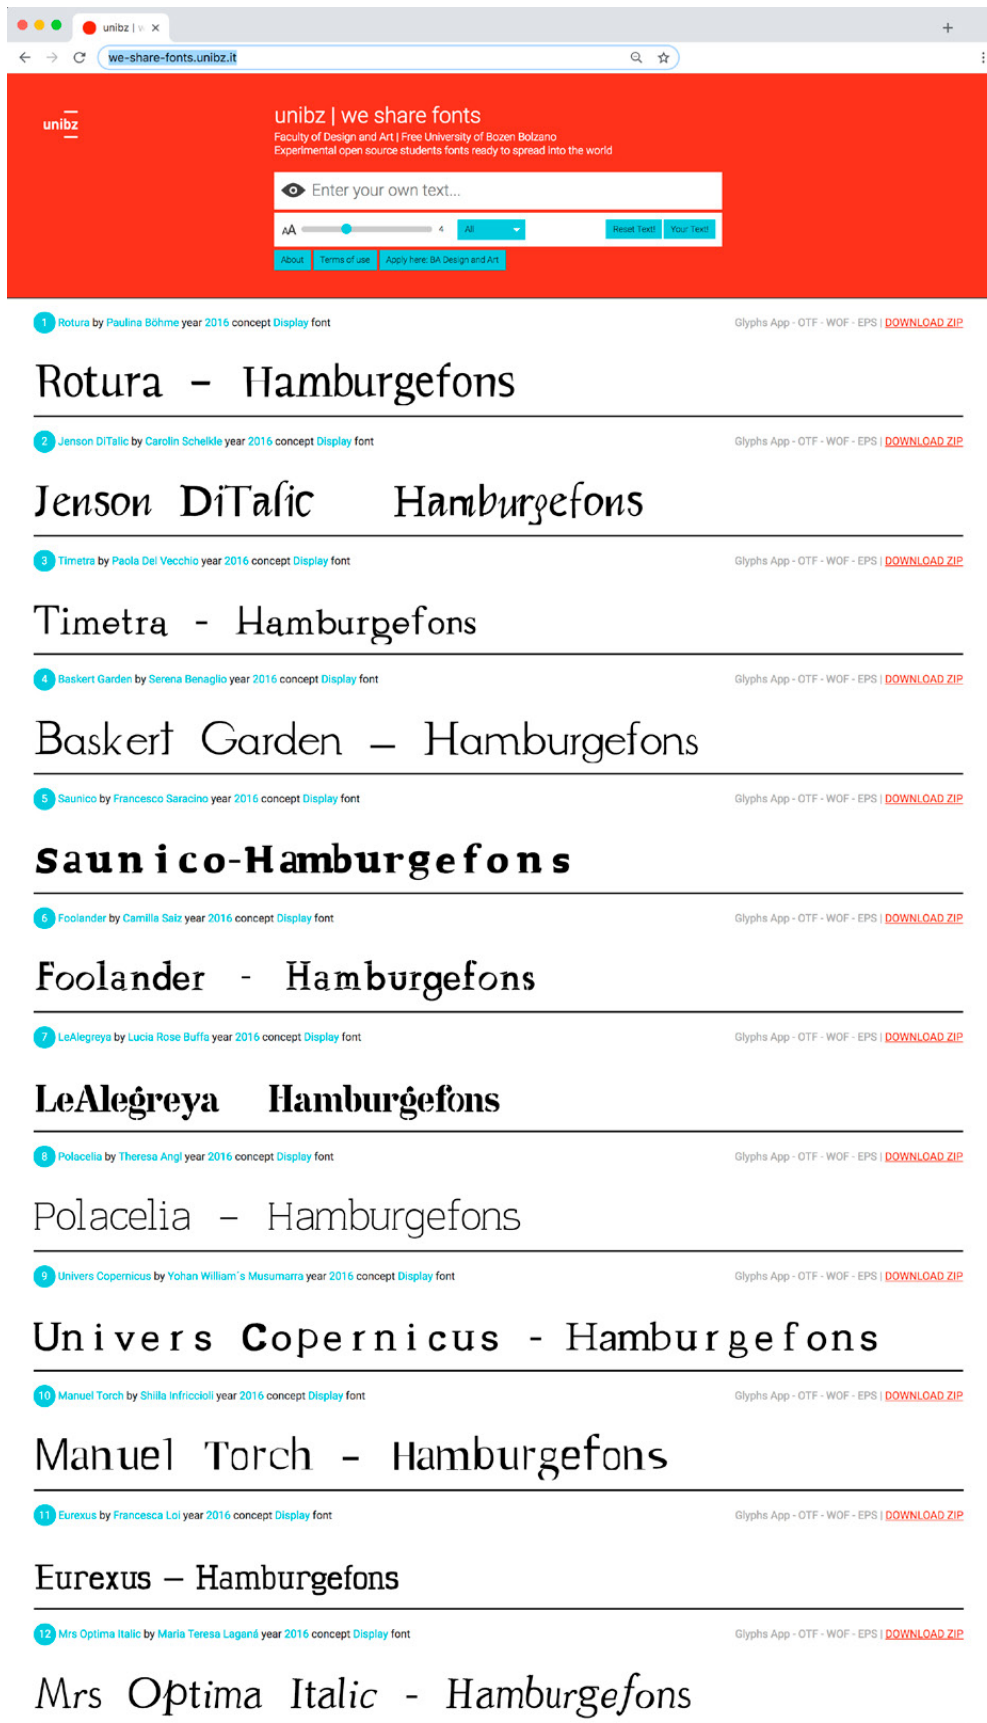 unibz | w
we-share-fonts.unibz.it
unibz
unibz | we share fonts
Faculty of Design and Art | Free University of Bozen Bolzano
Experimental open source students fonts ready to spread into the world
Enter your own text...
AA 4 All Reset Text! Your Text!
About Terms of use Apply here: BA Design and Art
1 Rotura by Paulina Böhme year 2016 concept Display font Glyphs App - OTF - WOF - EPS | DOWNLOAD ZIP
Rotura – Hamburgefons
2 Jenson DiTalic by Carolin Schelkle year 2016 concept Display font Glyphs App - OTF - WOF - EPS | DOWNLOAD ZIP
Jenson DiTalic Hamburgefons
3 Timetra by Paola Del Vecchio year 2016 concept Display font Glyphs App - OTF - WOF - EPS | DOWNLOAD ZIP
Timetra - Hamburgefons
4 Baskert Garden by Serena Benaglio year 2016 concept Display font Glyphs App - OTF - WOF - EPS | DOWNLOAD ZIP
Baskert Garden – Hamburgefons
5 Saunico by Francesco Saracino year 2016 concept Display font Glyphs App - OTF - WOF - EPS | DOWNLOAD ZIP
Saunico-Hamburgefons
6 Foolander by Camilla Saiz year 2016 concept Display font Glyphs App - OTF - WOF - EPS | DOWNLOAD ZIP
Foolander - Hamburgefons
7 LeAlegreya by Lucia Rose Buffa year 2016 concept Display font Glyphs App - OTF - WOF - EPS | DOWNLOAD ZIP
LeAlegreya Hamburgefons
8 Polacelia by Theresa Angl year 2016 concept Display font Glyphs App - OTF - WOF - EPS | DOWNLOAD ZIP
Polacelia – Hamburgefons
9 Univers Copernicus by Yohan William´s Musumarra year 2016 concept Display font Glyphs App - OTF - WOF - EPS | DOWNLOAD ZIP
Univers Copernicus - Hamburgefons
10 Manuel Torch by Shiila Infriccioli year 2016 concept Display font Glyphs App - OTF - WOF - EPS | DOWNLOAD ZIP
Manuel Torch – Hamburgefons
11 Eurexus by Francesca Loi year 2016 concept Display font Glyphs App - OTF - WOF - EPS | DOWNLOAD ZIP
Eurexus – Hamburgefons
12 Mrs Optima Italic by Maria Teresa Laganá year 2016 concept Display font Glyphs App - OTF - WOF - EPS | DOWNLOAD ZIP
Mrs Optima Italic - Hamburgefons